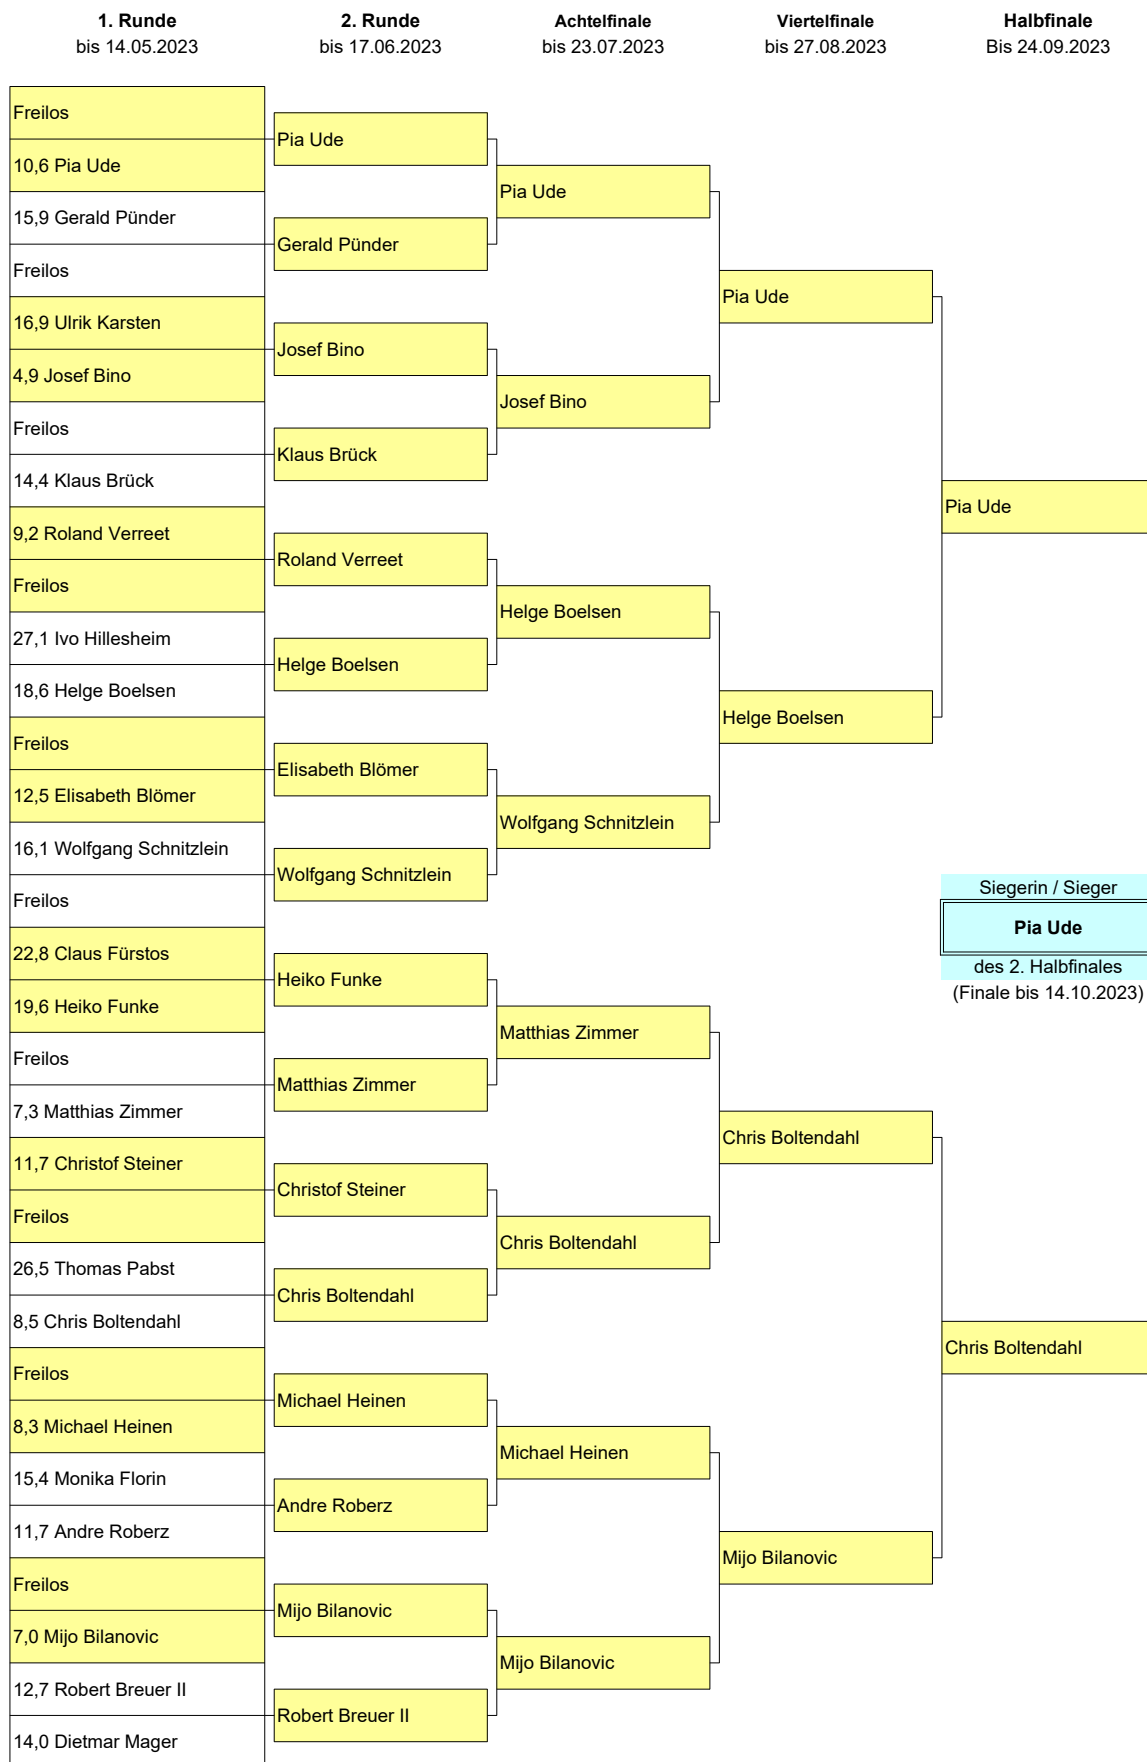 1. Runde
bis 14.05.2023
2. Runde
bis 17.06.2023
Achtelfinale
bis 23.07.2023
Viertelfinale
bis 27.08.2023
Halbfinale
Bis 24.09.2023
Freilos
10,6 Pia Ude
15,9 Gerald Pünder
Freilos
16,9 Ulrik Karsten
4,9 Josef Bino
Freilos
14,4 Klaus Brück
9,2 Roland Verreet
Freilos
27,1 Ivo Hillesheim
18,6 Helge Boelsen
Freilos
12,5 Elisabeth Blömer
16,1 Wolfgang Schnitzlein
Freilos
22,8 Claus Fürstos
19,6 Heiko Funke
Freilos
7,3 Matthias Zimmer
11,7 Christof Steiner
Freilos
26,5 Thomas Pabst
8,5 Chris Boltendahl
Freilos
8,3 Michael Heinen
15,4 Monika Florin
11,7 Andre Roberz
Freilos
7,0 Mijo Bilanovic
12,7 Robert Breuer II
14,0 Dietmar Mager
Pia Ude
Gerald Pünder
Josef Bino
Klaus Brück
Roland Verreet
Helge Boelsen
Elisabeth Blömer
Wolfgang Schnitzlein
Heiko Funke
Matthias Zimmer
Christof Steiner
Chris Boltendahl
Michael Heinen
Andre Roberz
Mijo Bilanovic
Robert Breuer II
Pia Ude
Josef Bino
Helge Boelsen
Wolfgang Schnitzlein
Matthias Zimmer
Chris Boltendahl
Michael Heinen
Mijo Bilanovic
Pia Ude
Helge Boelsen
Chris Boltendahl
Mijo Bilanovic
Pia Ude
Chris Boltendahl
Siegerin / Sieger
Pia Ude
des 2. Halbfinales
(Finale bis 14.10.2023)